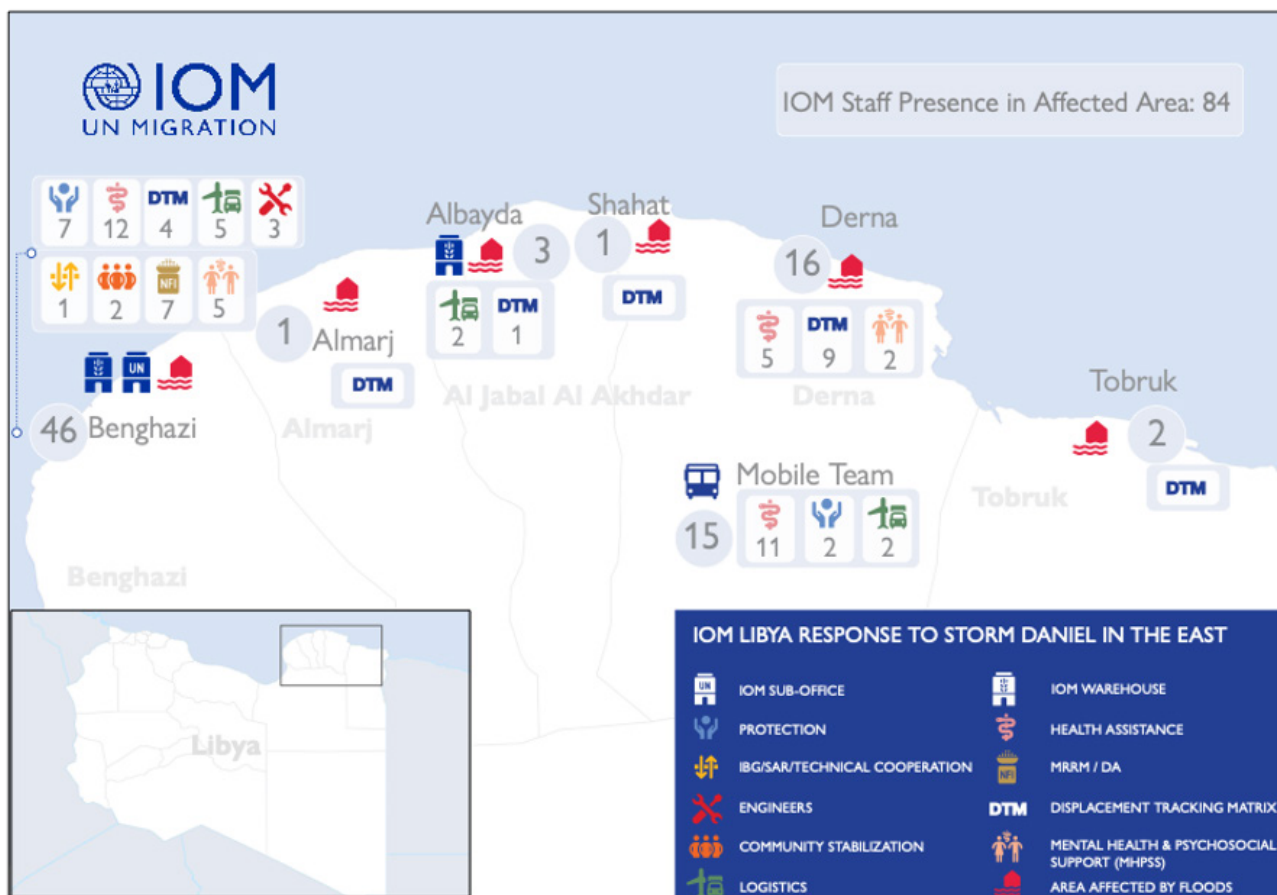 IOM
UN MIGRATION
IOM Staff Presence in Affected Area: 84
DTM
7 12 4 5 3
NFI
1 2 7 5
UN
46 Benghazi
Benghazi
1 Almarj
DTM
Almarj
Albayda
3
DTM
2 1
Al Jabal Al Akhdar
Shahat
1
DTM
Derna
16
DTM
5 9 2
Derna
Tobruk
2
DTM
Tobruk
Mobile Team
15
11 2 2
Libya
IOM LIBYA RESPONSE TO STORM DANIEL IN THE EAST
UN IOM SUB-OFFICE
PROTECTION
IBG/SAR/TECHNICAL COOPERATION
ENGINEERS
COMMUNITY STABILIZATION
LOGISTICS
IOM WAREHOUSE
HEALTH ASSISTANCE
NFI MRRM / DA
DTM DISPLACEMENT TRACKING MATRIX
MENTAL HEALTH & PSYCHOSOCIAL
SUPPORT (MHPSS)
AREA AFFECTED BY FLOODS